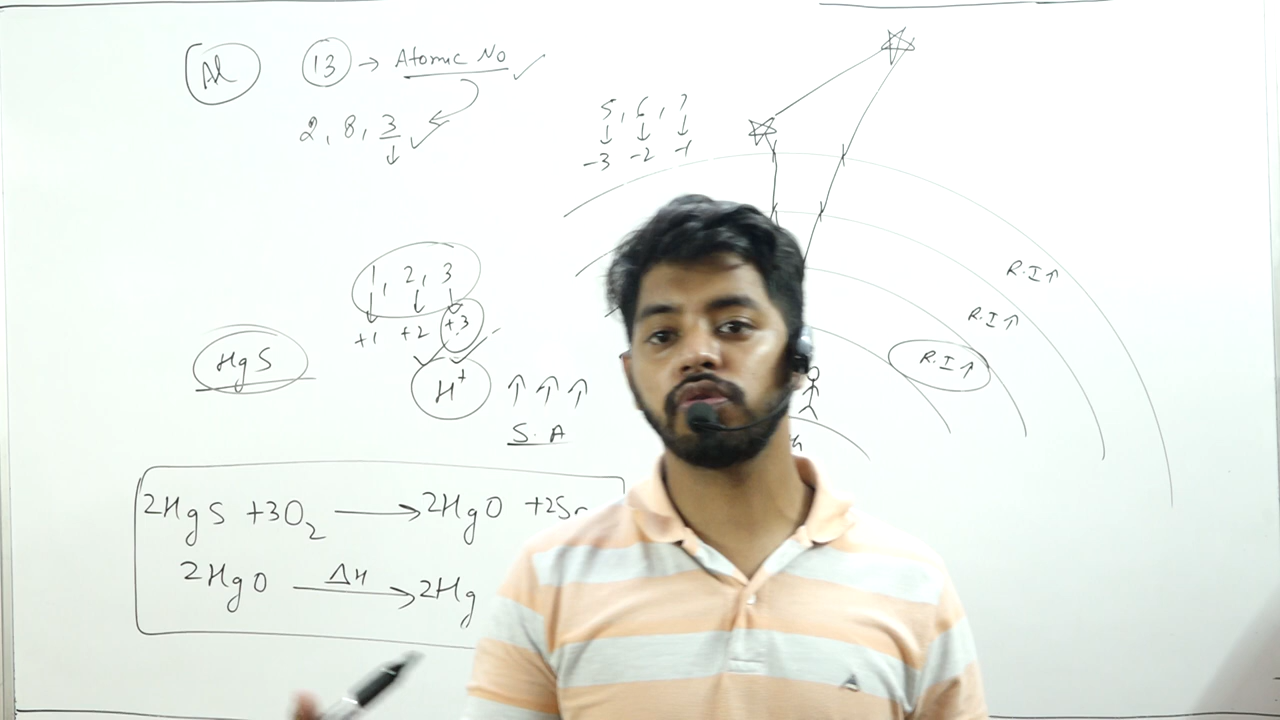 Al 13 → Atomic No ✓
2, 8, 3 ✓
↓
5, 6, 7
↓ ↓ ↓
-3 -2 -1
1, 2, 3
↓ ↓ ↓
+1 +2 +3
HgS
H⁺ ↑ ↑ ↑
S.A
R.I↑
R.I↑
R.I↑
2HgS + 3O₂ → 2HgO + 2S
2HgO ΔH → 2Hg